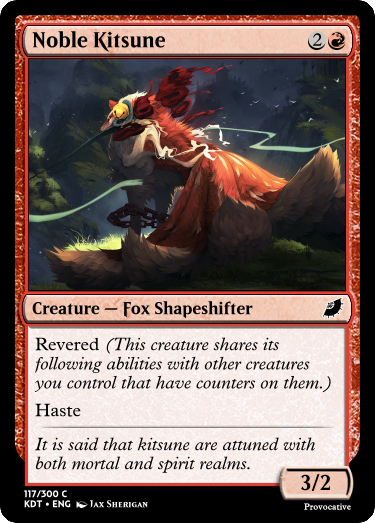 Noble Kitsune 2
Creature — Fox Shapeshifter
Revered (This creature shares its
following abilities with other creatures
you control that have counters on them.)
Haste
It is said that kitsune are attuned with
both mortal and spirit realms.
3/2
117/300 C
KDT • ENG Jax Sherigan
Provocative